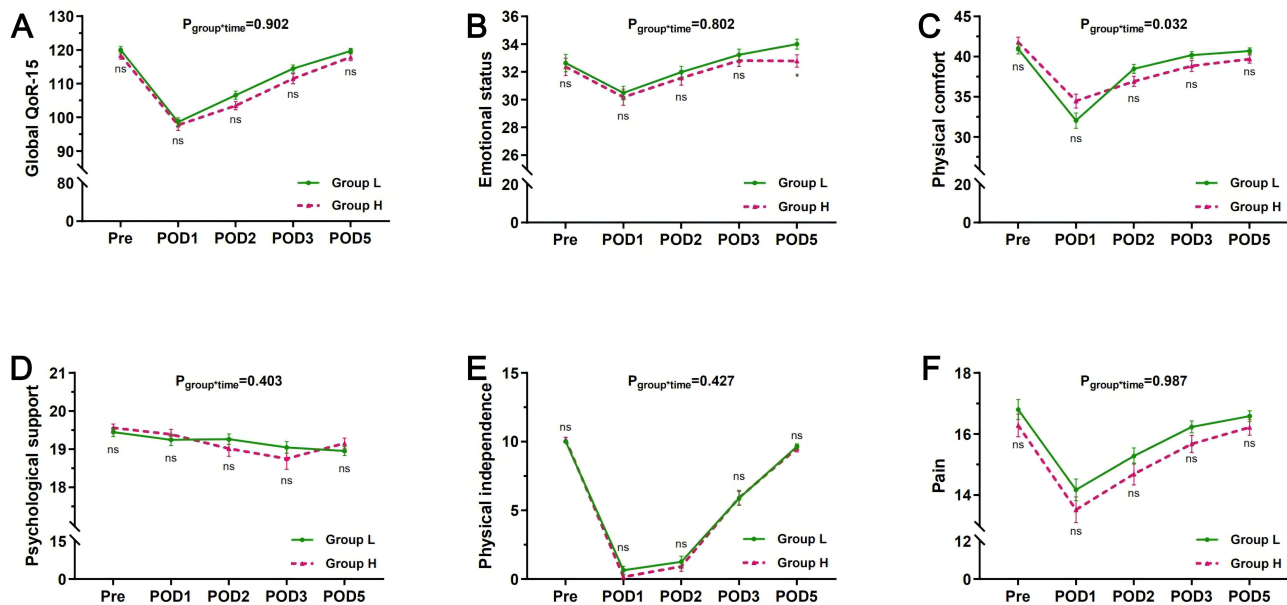 A
P group*time=0.902
Global QoR-15
130
120
110
100
90
80
0
ns
ns
ns
ns
ns
Group L
Group H
Pre POD1 POD2 POD3 POD5
B
P group*time=0.802
Emotional status
36
34
32
30
28
26
20
0
ns
ns
ns
ns
*
Group L
Group H
Pre POD1 POD2 POD3 POD5
C
P group*time=0.032
Physical comfort
45
40
35
30
20
0
ns
ns
ns
ns
ns
Group L
Group H
Pre POD1 POD2 POD3 POD5
D
P group*time=0.403
Psychological support
21
20
19
18
15
0
ns
ns
ns
ns
ns
Group L
Group H
Pre POD1 POD2 POD3 POD5
E
P group*time=0.427
Physical independence
15
10
5
0
ns
ns
ns
ns
ns
Group L
Group H
Pre POD1 POD2 POD3 POD5
F
P group*time=0.987
Pain
18
16
14
12
0
ns
ns
ns
ns
ns
Group L
Group H
Pre POD1 POD2 POD3 POD5